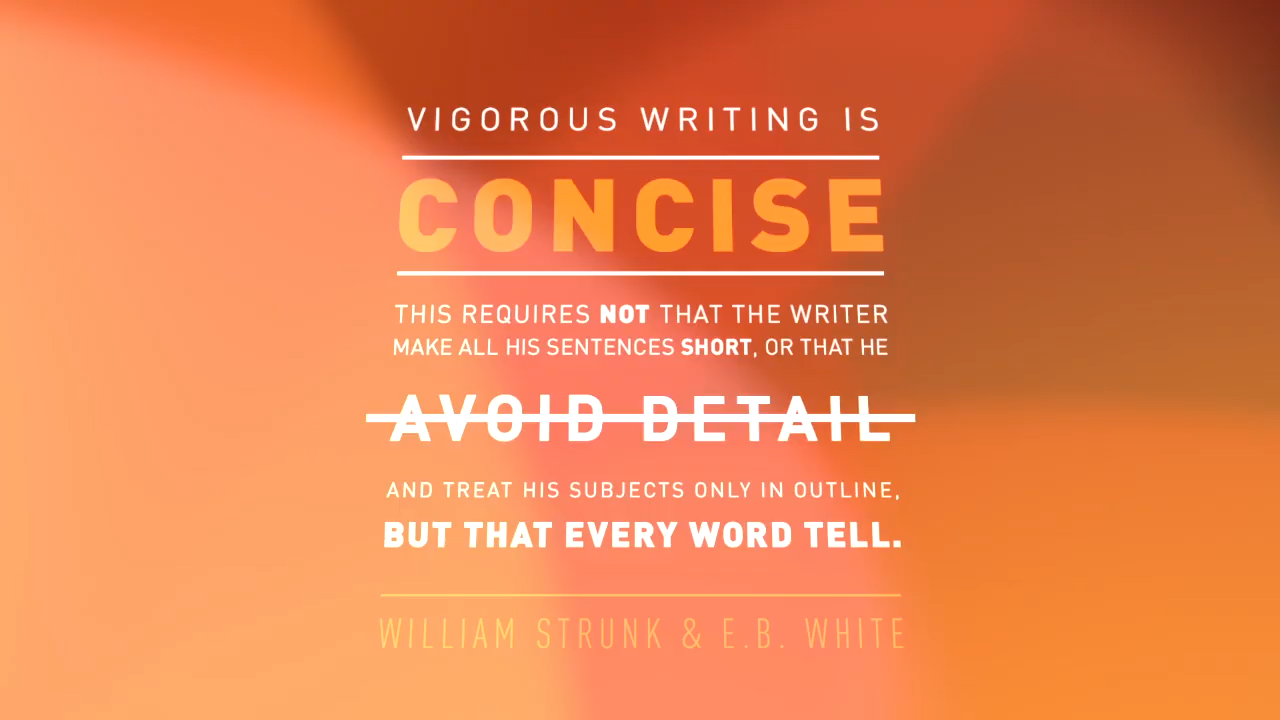 VIGOROUS WRITING IS
CONCISE
THIS REQUIRES NOT THAT THE WRITER
MAKE ALL HIS SENTENCES SHORT, OR THAT HE
AVOID DETAIL
AND TREAT HIS SUBJECTS ONLY IN OUTLINE,
BUT THAT EVERY WORD TELL.
WILLIAM STRUNK & E.B. WHITE